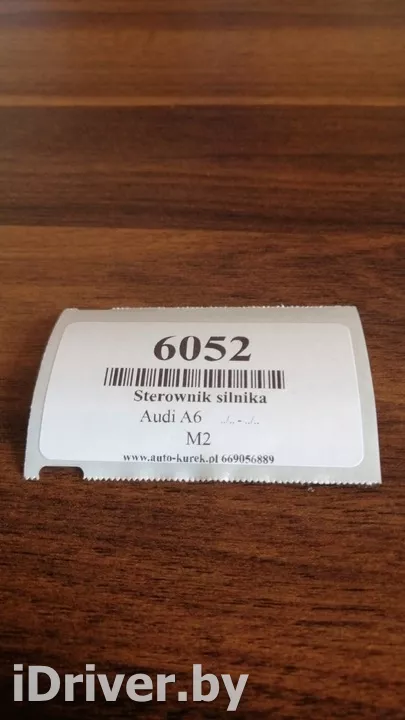 6052
Sterownik silnika
Audi A6 ../.. - ../..
M2
www.auto-kurek.pl 669056889
iDriver.by